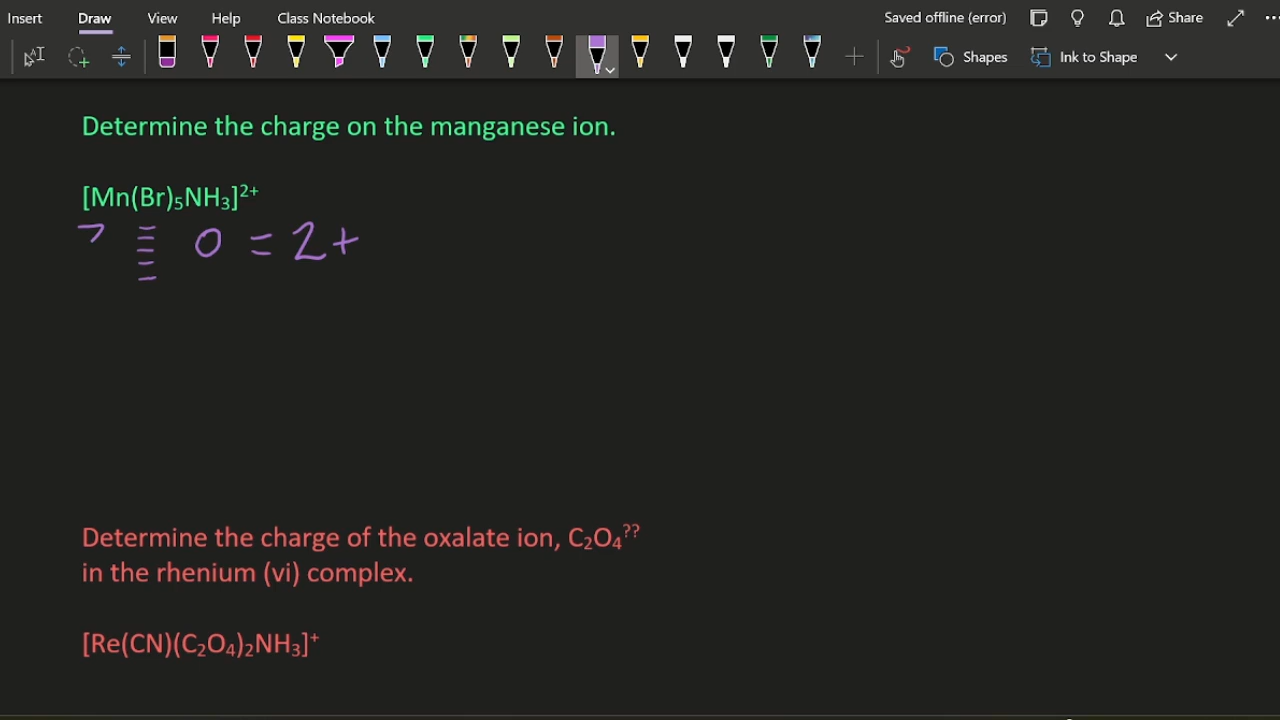 Insert Draw View Help Class Notebook Saved offline (error) Share
Shapes Ink to Shape
Determine the charge on the manganese ion.
[Mn(Br)₅NH₃]²⁺
7 0 = 2+
Determine the charge of the oxalate ion, C₂O₄??
in the rhenium (vi) complex.
[Re(CN)(C₂O₄)₂NH₃]⁺